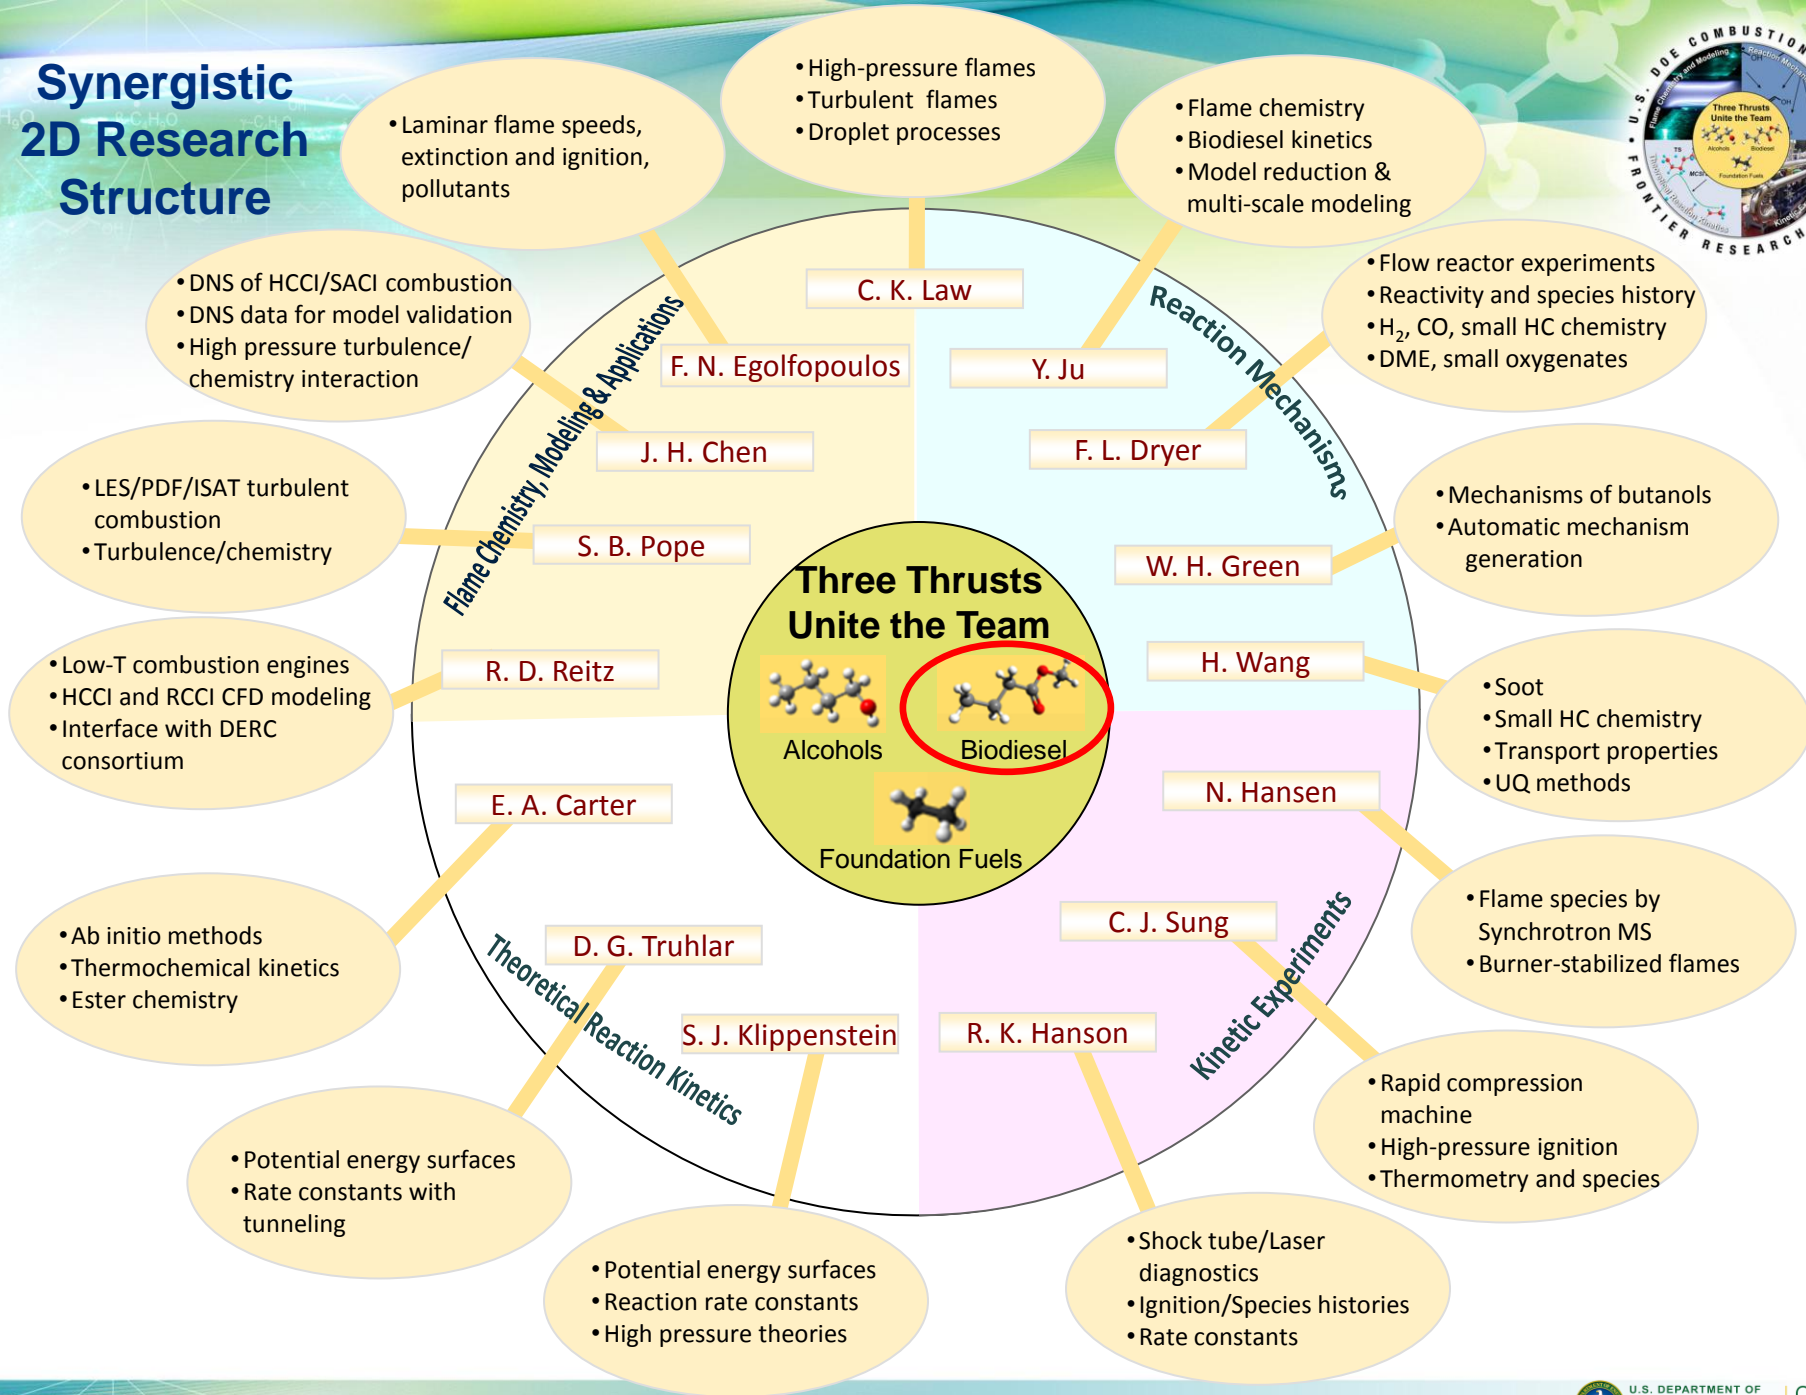 Synergistic
2D Research
Structure
•Laminar flame speeds,
extinction and ignition,
pollutants
•High-pressure flames
•Turbulent flames
•Droplet processes
•Flame chemistry
•Biodiesel kinetics
•Model reduction &
multi-scale modeling
U.S. DOE COMBUSTION
FRONTIER RESEARCH
Three Thrusts
Unite the Team
Alcohols
Biodiesel
Foundation Fuels
•DNS of HCCI/SACI combustion
•DNS data for model validation
•High pressure turbulence/
chemistry interaction
•Flow reactor experiments
•Reactivity and species history
•H₂, CO, small HC chemistry
•DME, small oxygenates
•LES/PDF/ISAT turbulent
combustion
•Turbulence/chemistry
•Mechanisms of butanols
•Automatic mechanism
generation
•Low-T combustion engines
•HCCI and RCCI CFD modeling
•Interface with DERC
consortium
•Soot
•Small HC chemistry
•Transport properties
•UQ methods
Flame Chemistry, Modeling & Applications
Reaction Mechanisms
C. K. Law
F. N. Egolfopoulos
Y. Ju
J. H. Chen
F. L. Dryer
S. B. Pope
W. H. Green
R. D. Reitz
H. Wang
Three Thrusts
Unite the Team
Alcohols
Biodiesel
Foundation Fuels
E. A. Carter
N. Hansen
D. G. Truhlar
C. J. Sung
S. J. Klippenstein
R. K. Hanson
Theoretical Reaction Kinetics
Kinetic Experiments
•Ab initio methods
•Thermochemical kinetics
•Ester chemistry
•Flame species by
Synchrotron MS
•Burner-stabilized flames
•Potential energy surfaces
•Rate constants with
tunneling
•Rapid compression
machine
•High-pressure ignition
•Thermometry and species
•Potential energy surfaces
•Reaction rate constants
•High pressure theories
•Shock tube/Laser
diagnostics
•Ignition/Species histories
•Rate constants
U.S. DEPARTMENT OF